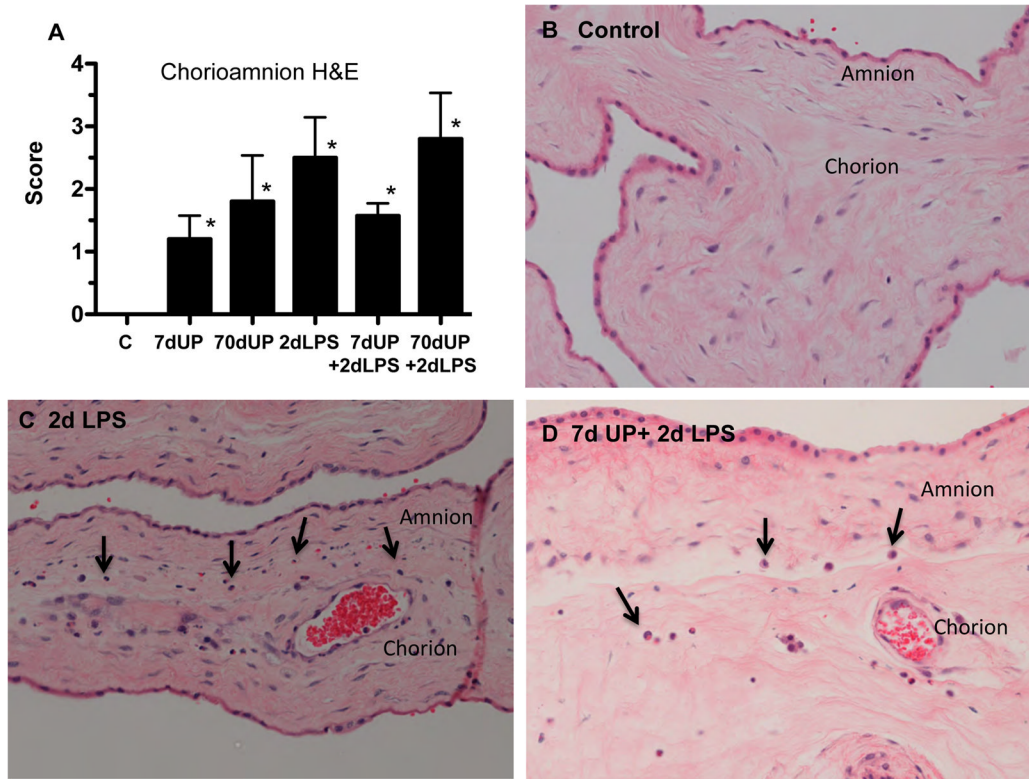 A
Chorioamnion H&E
Score
4
3
2
1
0
*
*
*
*
*
C 7dUP 70dUP 2dLPS 7dUP 70dUP
+2dLPS +2dLPS
B Control
Amnion
Chorion
C 2d LPS
Amnion
Chorion
D 7d UP+ 2d LPS
Amnion
Chorion